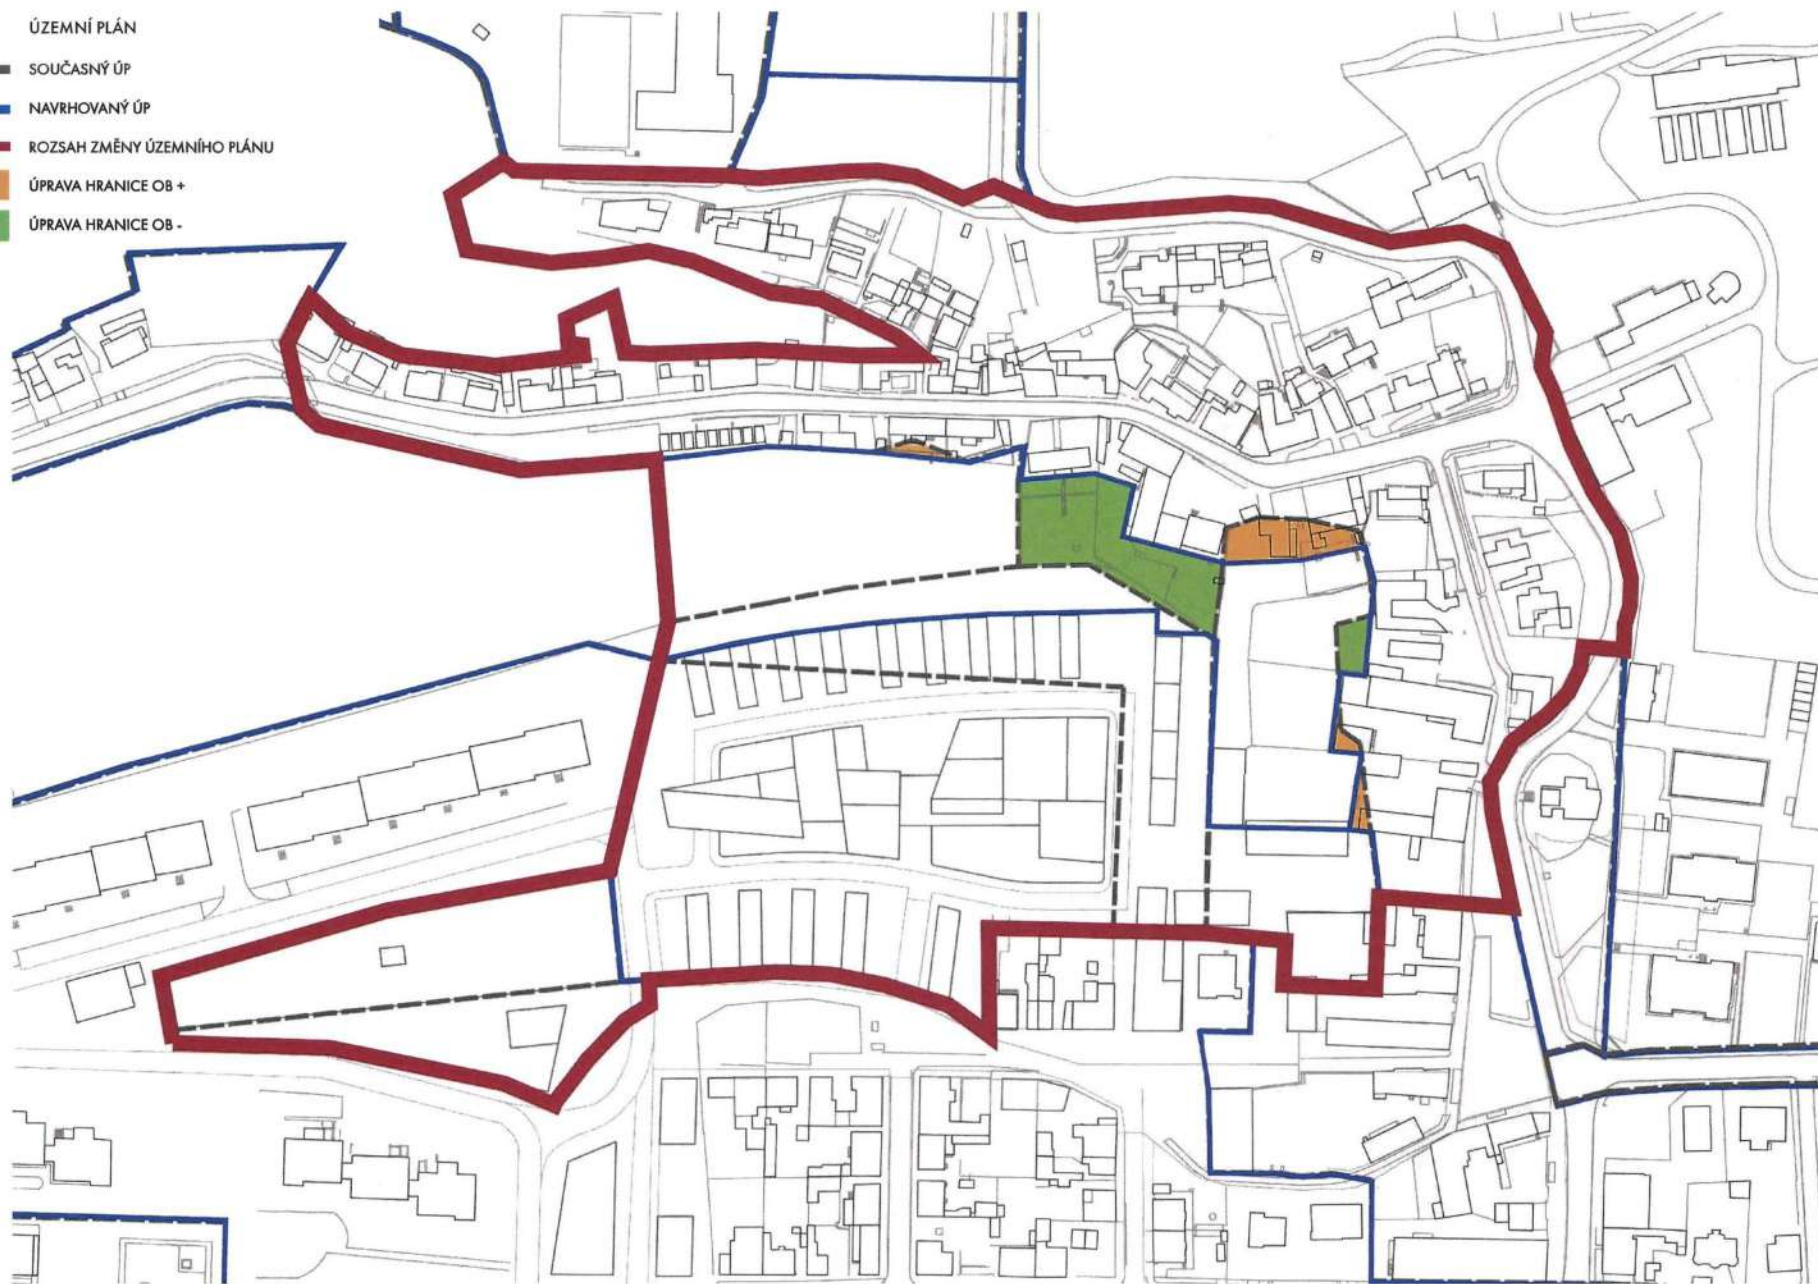 ÚZEMNÍ PLÁN
SOUČASNÝ ÚP
NAVRHOVANÝ ÚP
ROZSAH ZMĚNY ÚZEMNÍHO PLÁNU
ÚPRAVA HRANICE OB +
ÚPRAVA HRANICE OB -